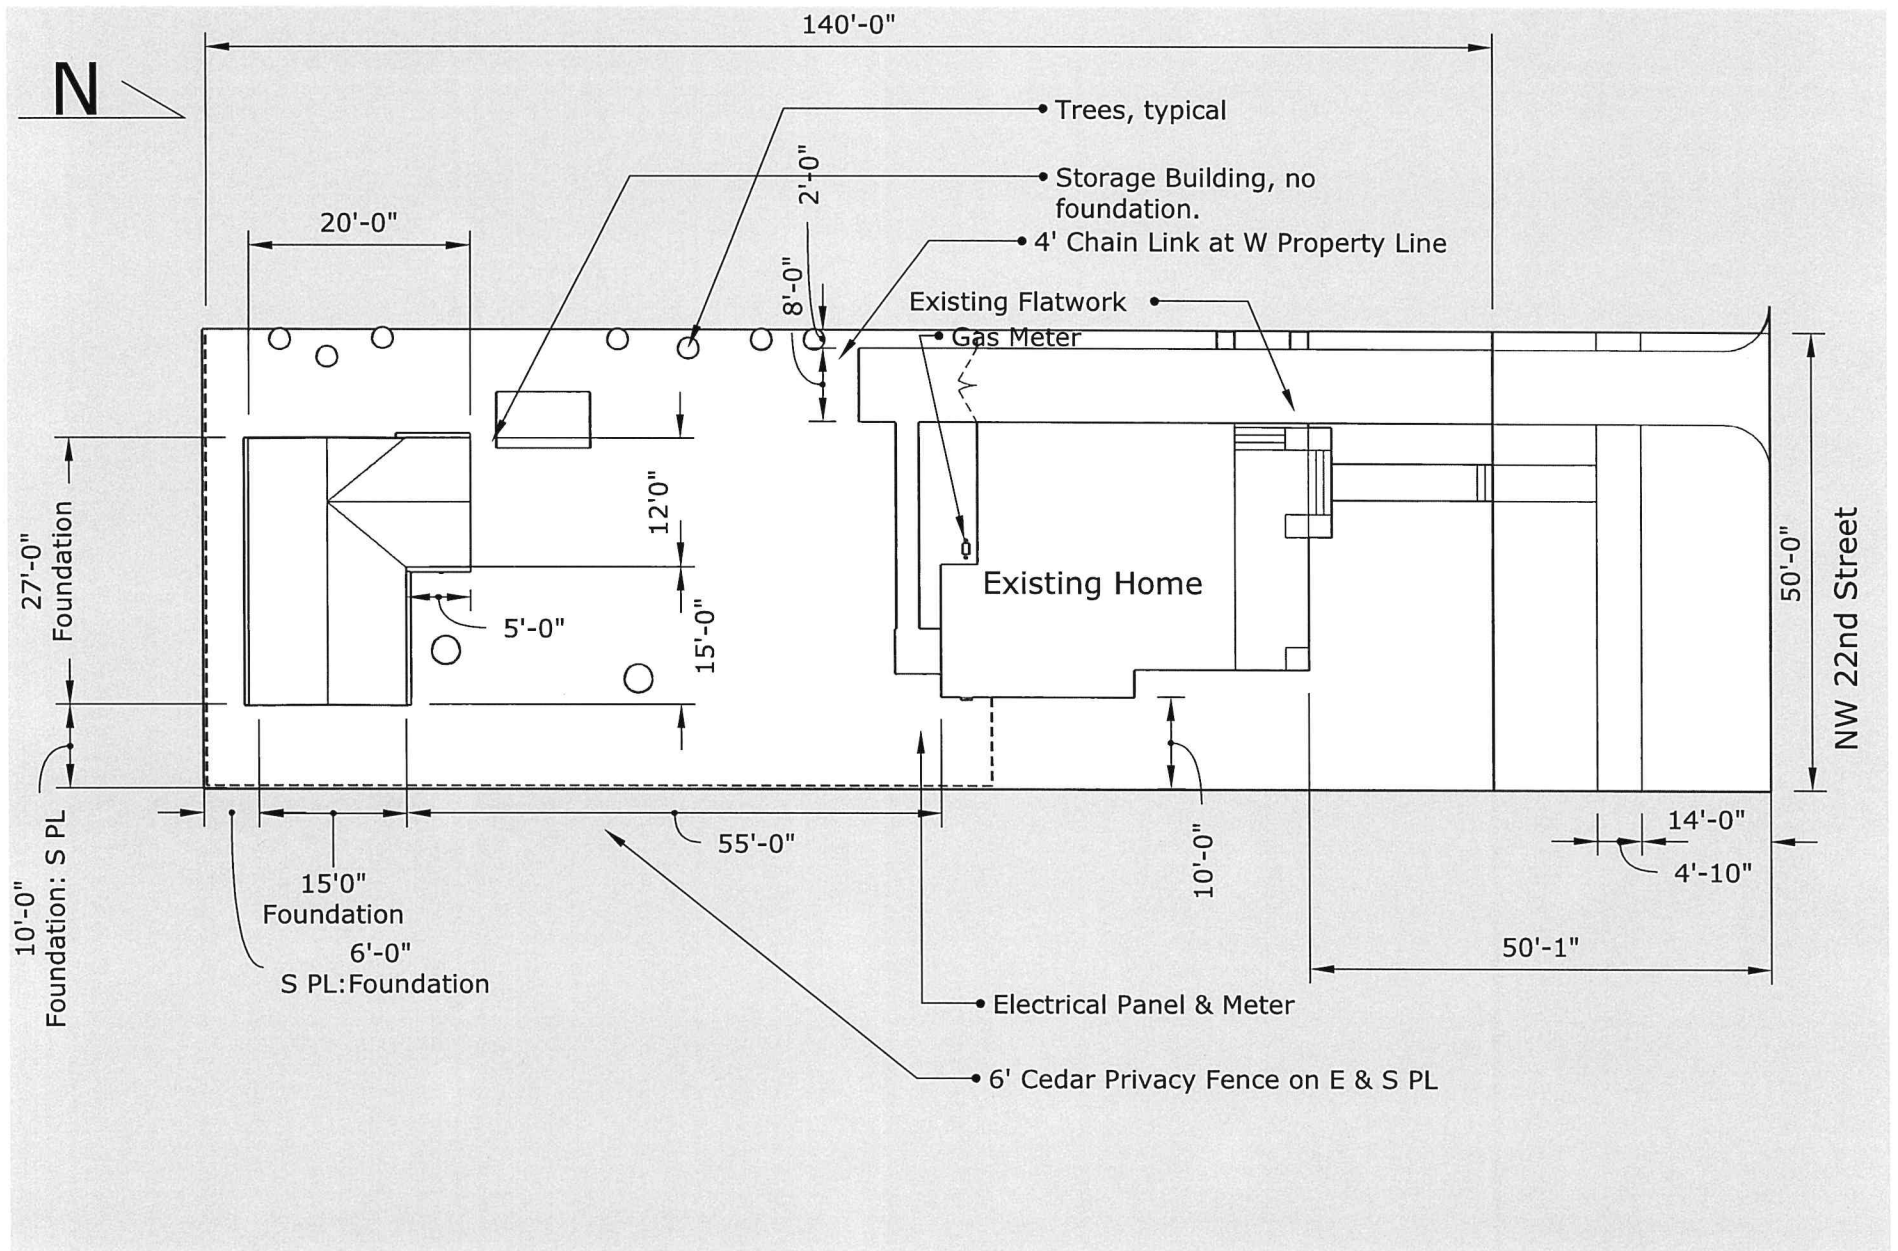 140'-0"
N
Trees, typical
2'-0"
Storage Building, no
foundation.
20'-0"
4' Chain Link at W Property Line
8'-0"
Existing Flatwork
Gas Meter
27'-0"
Foundation
12'0"
15'-0"
5'-0"
Existing Home
50'-0"
NW 22nd Street
10'-0"
Foundation: S PL
15'0"
Foundation
6'-0"
S PL:Foundation
55'-0"
10'-0"
14'-0"
4'-10"
50'-1"
Electrical Panel & Meter
6' Cedar Privacy Fence on E & S PL